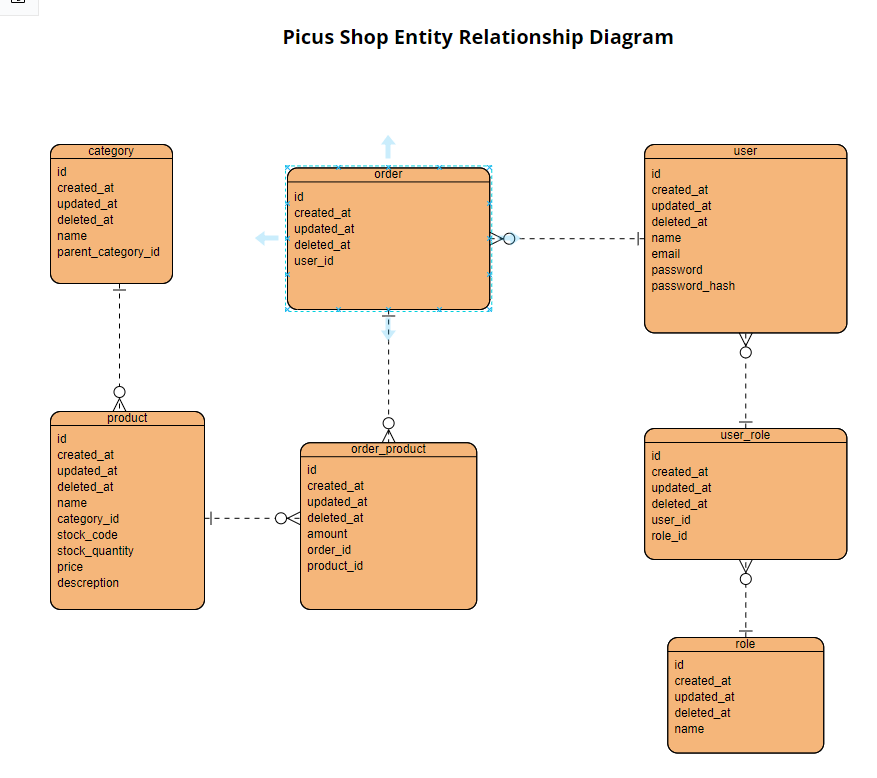 Picus Shop Entity Relationship Diagram
category
id
created_at
updated_at
deleted_at
name
parent_category_id
order
id
created_at
updated_at
deleted_at
user_id
user
id
created_at
updated_at
deleted_at
name
email
password
password_hash
product
id
created_at
updated_at
deleted_at
name
category_id
stock_code
stock_quantity
price
descreption
order_product
id
created_at
updated_at
deleted_at
amount
order_id
product_id
user_role
id
created_at
updated_at
deleted_at
user_id
role_id
role
id
created_at
updated_at
deleted_at
name